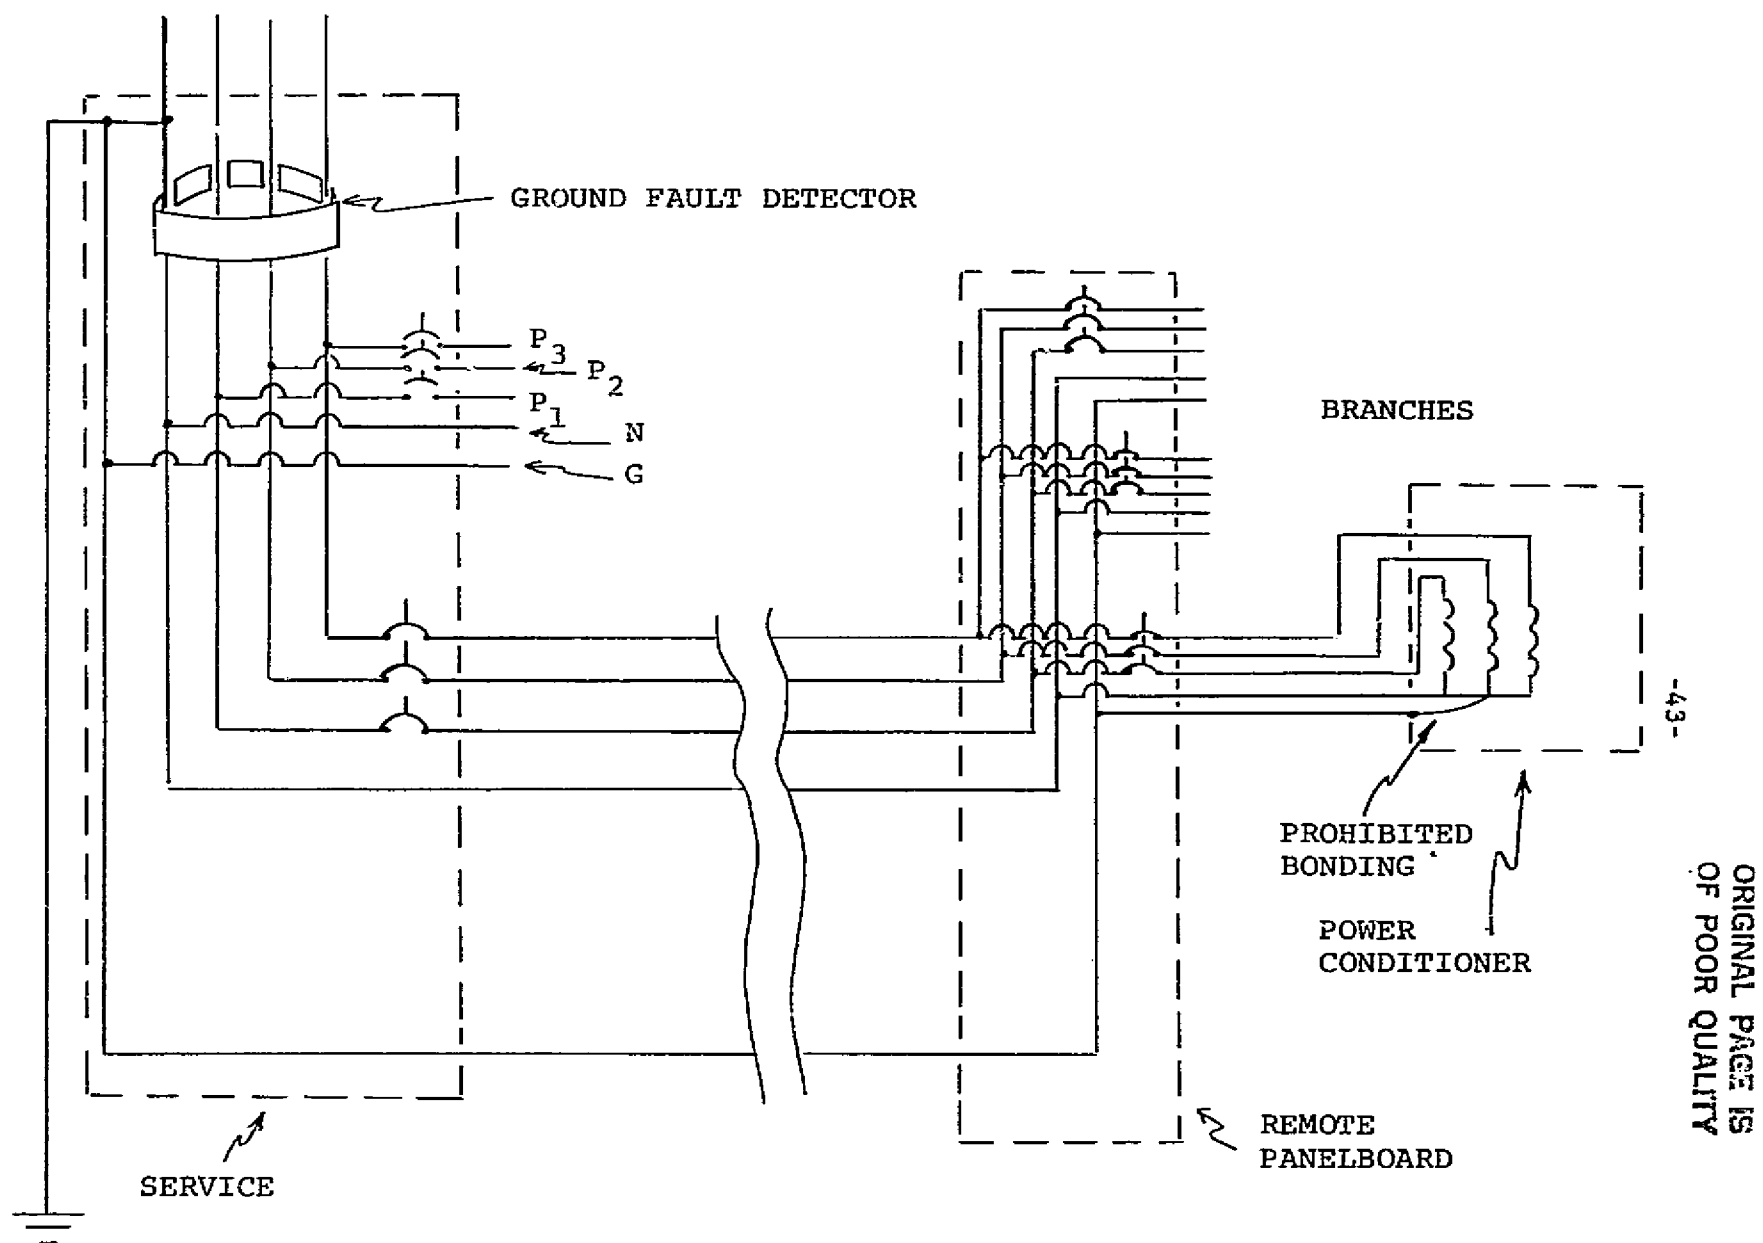 GROUND FAULT DETECTOR
P3
P2
P1
N
G
BRANCHES
-43-
PROHIBITED
BONDING
POWER
CONDITIONER
ORIGINAL PAGE IS
OF POOR QUALITY
REMOTE
PANELBOARD
SERVICE